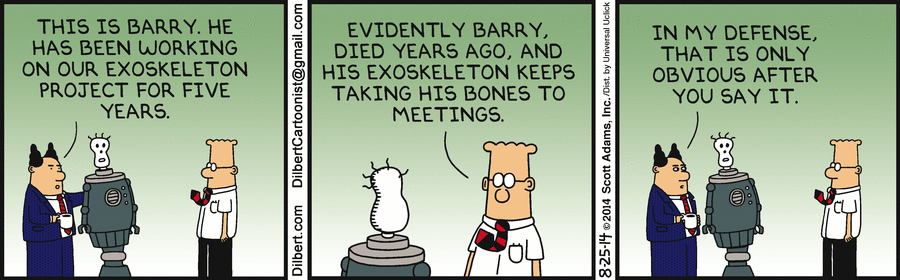 THIS IS BARRY. HE
HAS BEEN WORKING
ON OUR EXOSKELETON
PROJECT FOR FIVE
YEARS.
Dilbert.com DilbertCartoonist@gmail.com
EVIDENTLY BARRY,
DIED YEARS AGO, AND
HIS EXOSKELETON KEEPS
TAKING HIS BONES TO
MEETINGS.
8-25-14 © 2014 Scott Adams, Inc. /Dist. by Universal Uclick
IN MY DEFENSE,
THAT IS ONLY
OBVIOUS AFTER
YOU SAY IT.